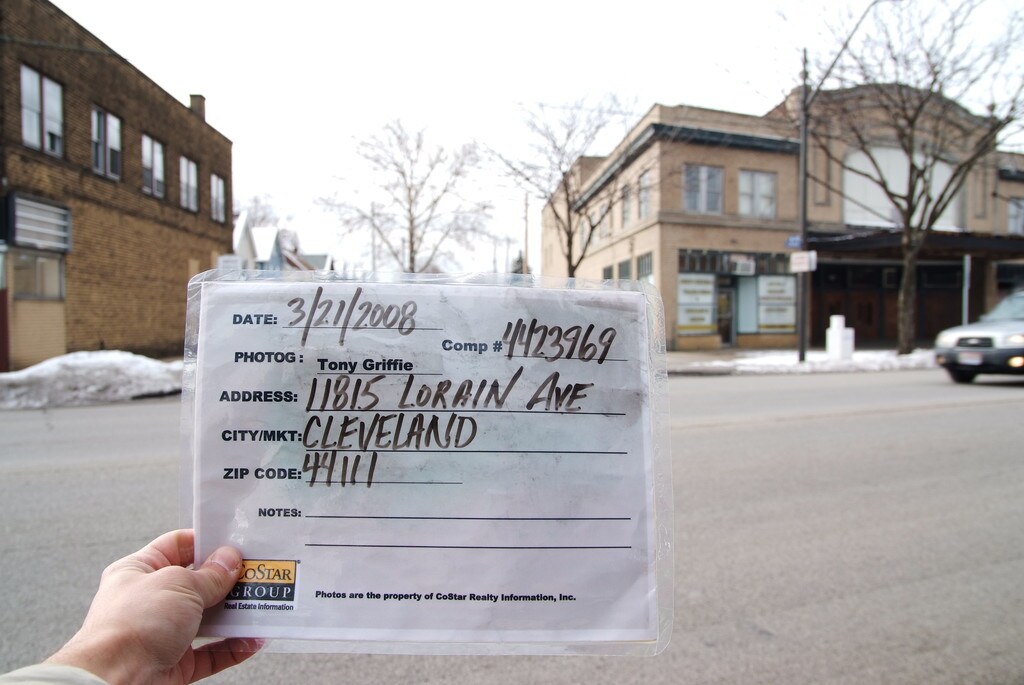 DATE: 3/21/2008
Comp # 4423969
PHOTOG: Tony Griffie
ADDRESS: 11815 LORAIN AVE
CITY/MKT: CLEVELAND
ZIP CODE: 44111
NOTES:
COSTAR
GROUP
Real Estate Information
Photos are the property of CoStar Realty Information, Inc.